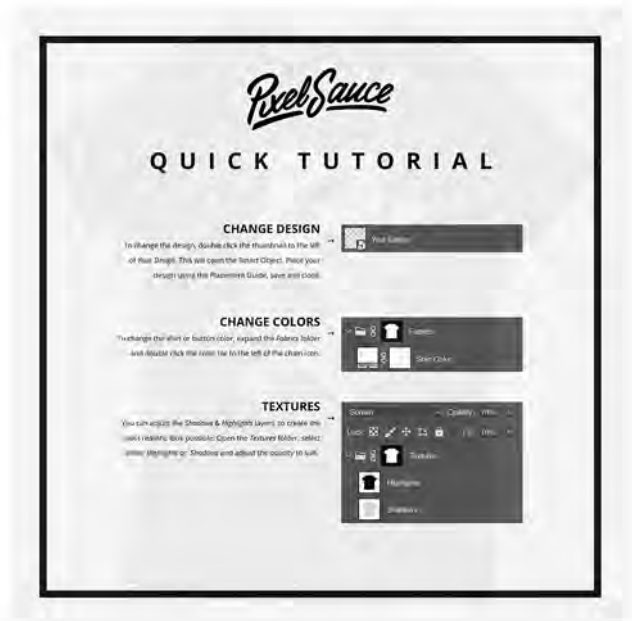 PixelSauce
QUICK TUTORIAL
CHANGE DESIGN
To change the design, double click the thumbnail to the left
of Your Design. This will open the Smart Object. Place your
design using the Placement Guide, save and close.
Your Design
CHANGE COLORS
To change the shirt or button color, expand the Fabrics folder
and double click the color tile to the left of the chain icon.
Fabrics
Shirt Color
TEXTURES
You can adjust the Shadows & Highlights layers, to create the
most realistic look possible. Open the Textures folder, select
either Highlights or Shadows and adjust the opacity to suit.
Screen
Opacity:
Lock:
Textures
Highlights
Shadows